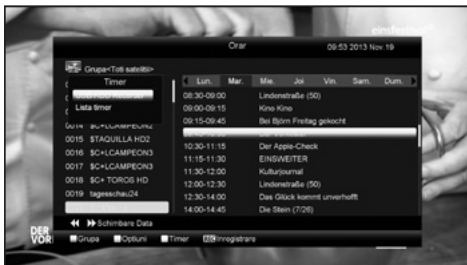 einsfestival
Orar
09:53 2013 Nov.19
Grupa<Toti satelitii>
Timer
Lista timer
Lun. Mar. Mie. Joi Vin. Sam. Dum.
08:30-09:00 Lindenstraße (50)
09:00-09:15 Kino Kino
09:15-09:45 Bei Björn Freitag gekocht
10:30-11:15 Der Apple-Check
11:15-11:30 EINSWEITER
11:30-12:00 Kulturjournal
12:00-12:30 Lindenstraße (50)
12:30-14:00 Das Glück kommt unverhofft
14:00-14:45 Die Stein (7/26)
$C+LCAMPEON2
0015 $TAQUILLA HD2
0016 $C+LCAMPEON3
0017 $C+LCAMPEON3
0018 $C+ TOROS HD
0019 tagesschau24
Schimbare Data
Grupa Optiuni Timer REC Inregistrare
DER
VOR